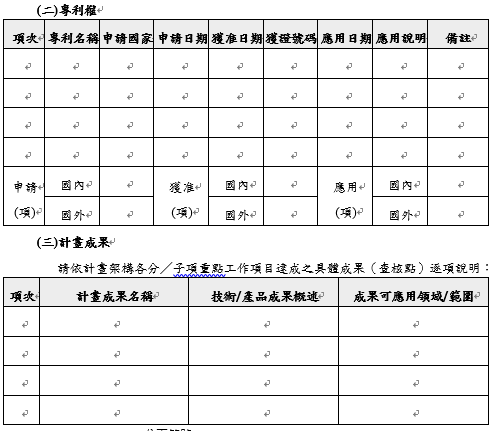 (二)專利權
項次 專利名稱 申請國家 申請日期 獲准日期 獲證號碼 應用日期 應用說明 備註
申請(項) 國內 獲准(項) 國內 應用(項) 國內
國外 國外 國外
(三)計畫成果
請依計畫架構各分／子項重點工作項目達成之具體成果（查核點）逐項說明：
項次 計畫成果名稱 技術/產品成果概述 成果可應用領域/範圍